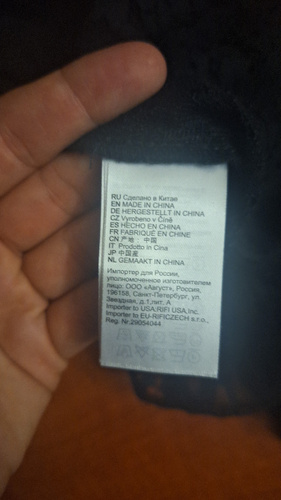 RU Сделано в Китае
EN MADE IN CHINA
DE HERGESTELLT IN CHINA
CZ Vyrobeno v Číně
ES HECHO EN CHINA
FR FABRIQUÉ EN CHINE
CN 产地: 中国
IT Prodotto in Cina
JP 中国産
NL GEMAAKT IN CHINA
Импортер для России,
уполномоченное изготовителем
лицо: ООО «Август», Россия,
196158, Санкт-Петербург, ул.
Звездная, д.1,лит. А
Importer to USA:RIFI USA,Inc.
Importer to EU-RIFICZECH s.r.o.,
Reg. Nr.29054044